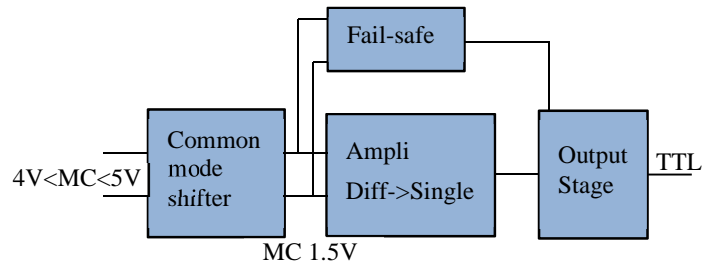 Fail-safe
Common
mode
shifter
Ampli
Diff->Single
Output
Stage
TTL
4V<MC<5V
MC 1.5V